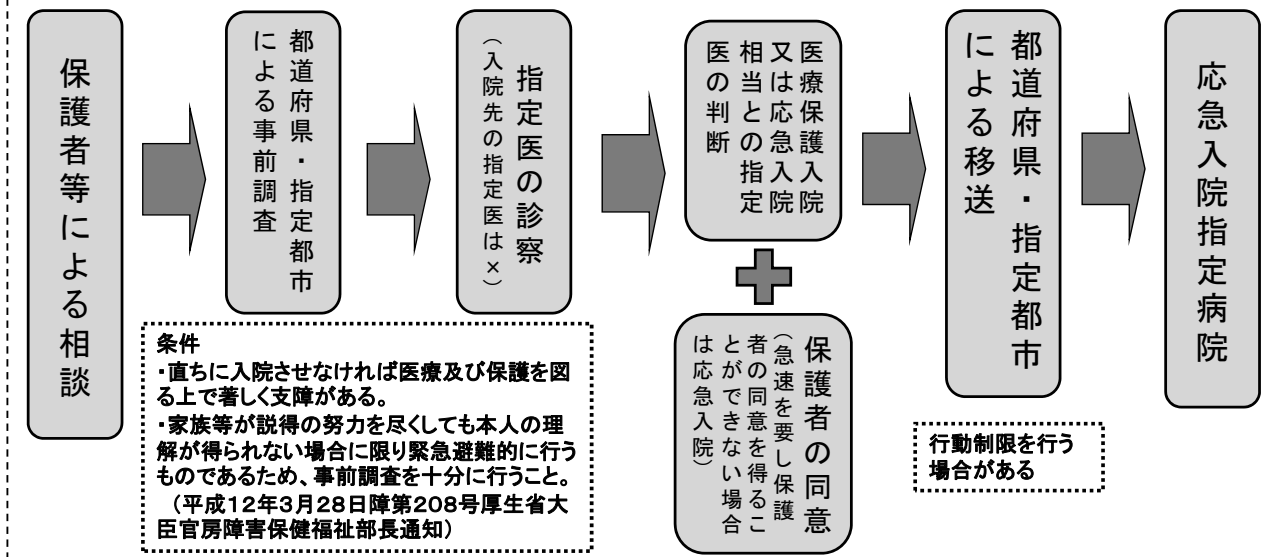 保護者等による相談
都道府県・指定都市
による事前調査
指定医の診察
（入院先の指定医は×）
医療保護入院
又は応急入院
相当との指定
医の判断
保護者の同意
（急速を要し保護
者の同意を得るこ
とができない場合
は応急入院）
都道府県・指定都市
による移送
応急入院指定病院
条件
・直ちに入院させなければ医療及び保護を図
る上で著しく支障がある。
・家族等が説得の努力を尽くしても本人の理
解が得られない場合に限り緊急避難的に行う
ものであるため、事前調査を十分に行うこと。
（平成12年3月28日障第208号厚生省大
臣官房障害保健福祉部長通知）
行動制限を行う
場合がある